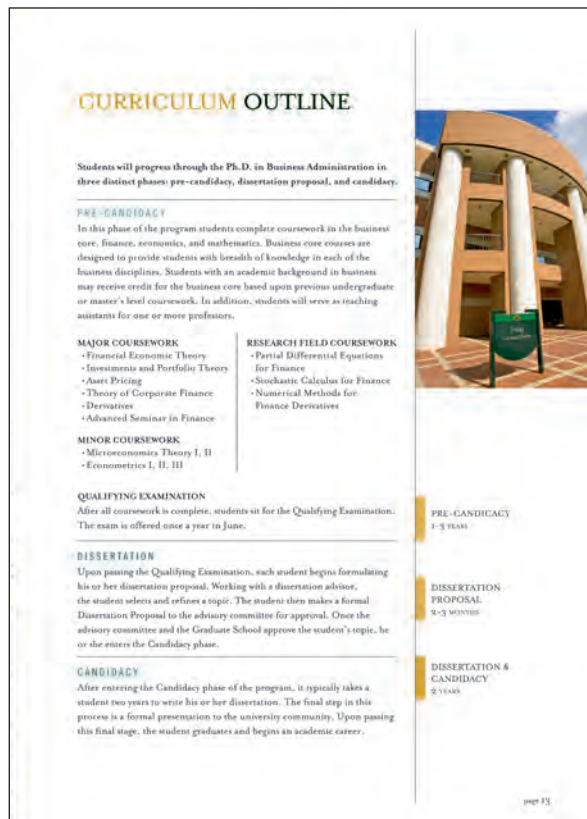 CURRICULUM OUTLINE
Students will progress through the Ph.D. in Business Administration in
three distinct phases: pre-candidacy, dissertation proposal, and candidacy.
PRE-CANDIDACY
In this phase of the program students complete coursework in the business
core, finance, economics, and mathematics. Business core courses are
designed to provide students with breadth of knowledge in each of the
business disciplines. Students with an academic background in business
may receive credit for the business core based upon previous undergraduate
or master's level coursework. In addition, students will serve as teaching
assistants for one or more professors.
MAJOR COURSEWORK
• Financial Economic Theory
• Investments and Portfolio Theory
• Asset Pricing
• Theory of Corporate Finance
• Derivatives
• Advanced Seminar in Finance
MINOR COURSEWORK
• Microeconomics Theory I, II
• Econometrics I, II, III
RESEARCH FIELD COURSEWORK
• Partial Differential Equations
for Finance
• Stochastic Calculus for Finance
• Numerical Methods for
Finance Derivatives
QUALIFYING EXAMINATION
After all coursework is complete, students sit for the Qualifying Examination.
The exam is offered once a year in June.
DISSERTATION
Upon passing the Qualifying Examination, each student begins formulating
his or her dissertation proposal. Working with a dissertation advisor,
the student selects and refines a topic. The student then makes a formal
Dissertation Proposal to the advisory committee for approval. Once the
advisory committee and the Graduate School approve the student's topic, he
or she enters the Candidacy phase.
CANDIDACY
After entering the Candidacy phase of the program, it typically takes a
student two years to write his or her dissertation. The final step in this
process is a formal presentation to the university community. Upon passing
this final stage, the student graduates and begins an academic career.
PRE-CANDICACY
1-3 YEARS
DISSERTATION
PROPOSAL
2-3 MONTHS
DISSERTATION &
CANDIDACY
2 YEARS
page 13